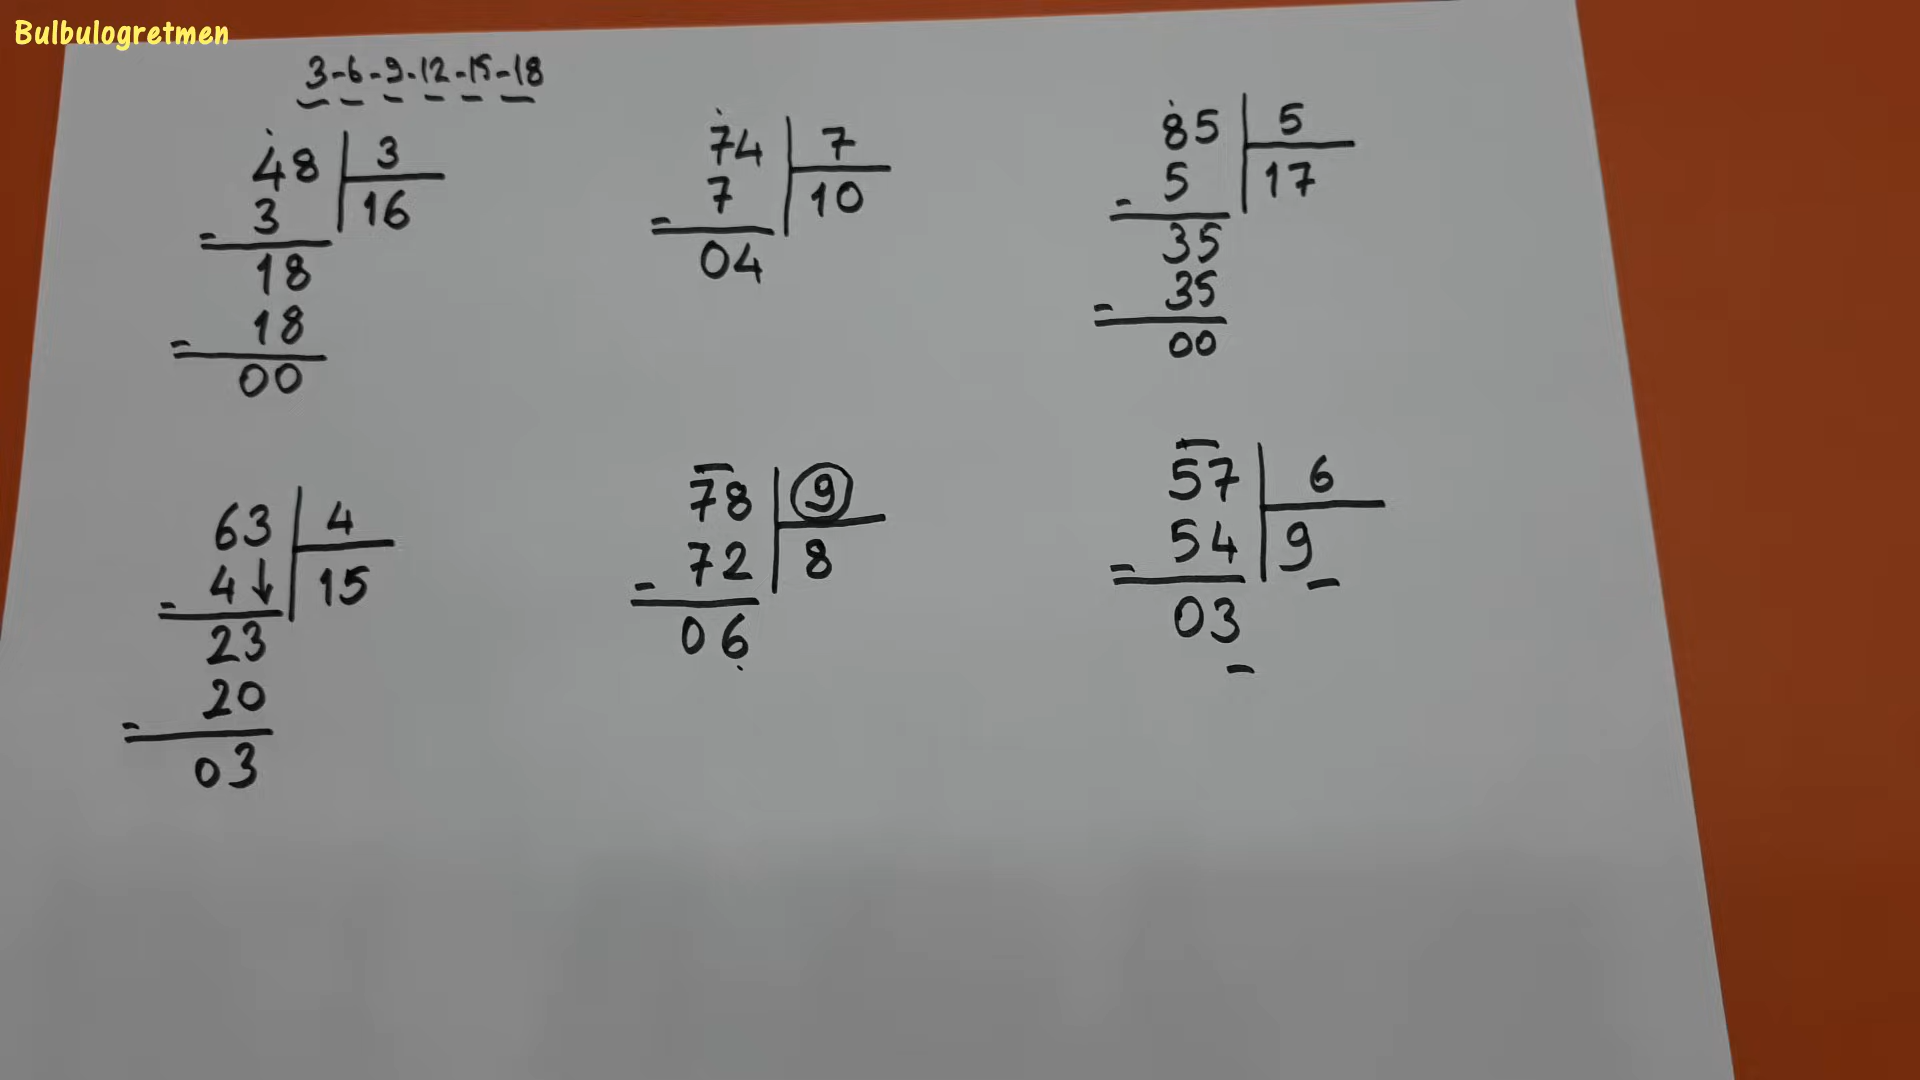 Bulbulogretmen
3-6-9-12-15-18
48 3
- 3 16
18
- 18
00
74 7
- 7 10
04
85 5
- 5 17
35
- 35
00
63 4
- 4↓ 15
23
- 20
03
78 9
- 72 8
06
57 6
- 54 9
03